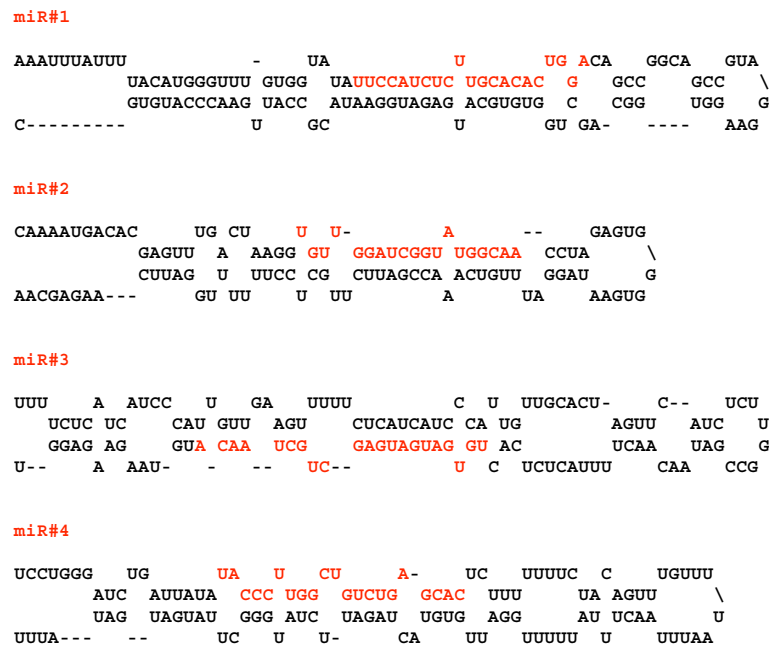 miR#1
AAAUUUAUUU - UA U UG ACA GGCA GUA
UACAUGGGUUU GUGG UAUUCCAUCUC UGCACAC G GCC GCC \
GUGUACCCAAG UACC AUAAGGUAGAG ACGUGUG C CGG UGG G
C--------- U GC U GU GA- ---- AAG
miR#2
CAAAAUGACAC UG CU U U- A -- GAGUG
GAGUU A AAGG GU GGAUCGGU UGGCAA CCUA \
CUUAG U UUCC CG CUUAGCCA ACUGUU GGAU G
AACGAGAA--- GU UU U UU A UA AAGUG
miR#3
UUU A AUCC U GA UUUU C U UUGCACU- C-- UCU
UCUC UC CAU GUU AGU CUCAUCAUC CA UG AGUU AUC U
GGAG AG GUA CAA UCG GAGUAGUAG GU AC UCAA UAG G
U-- A AAU- - -- UC-- U C UCUCAUUU CAA CCG
miR#4
UCCUGGG UG UA U CU A- UC UUUUC C UGUUU
AUC AUUAUA CCC UGG GUCUG GCAC UUU UA AGUU \
UAG UAGUAU GGG AUC UAGAU UGUG AGG AU UCAA U
UUUA--- -- UC U U- CA UU UUUUU U UUUAA